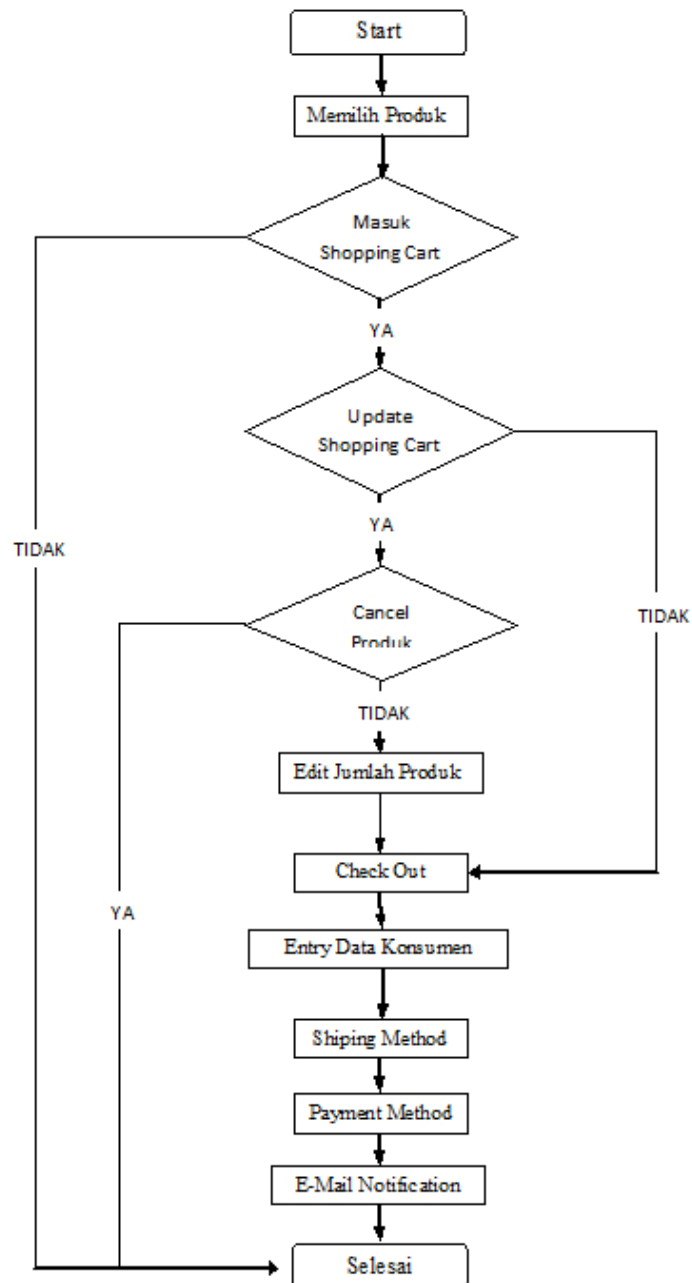 Start
Memilih Produk
Masuk
Shopping Cart
YA
Update
Shopping Cart
YA
TIDAK
Cancel
Produk
TIDAK
TIDAK
Edit Jumlah Produk
Check Out
YA
Entry Data Konsumen
Shiping Method
Payment Method
E-Mail Notification
Selesai